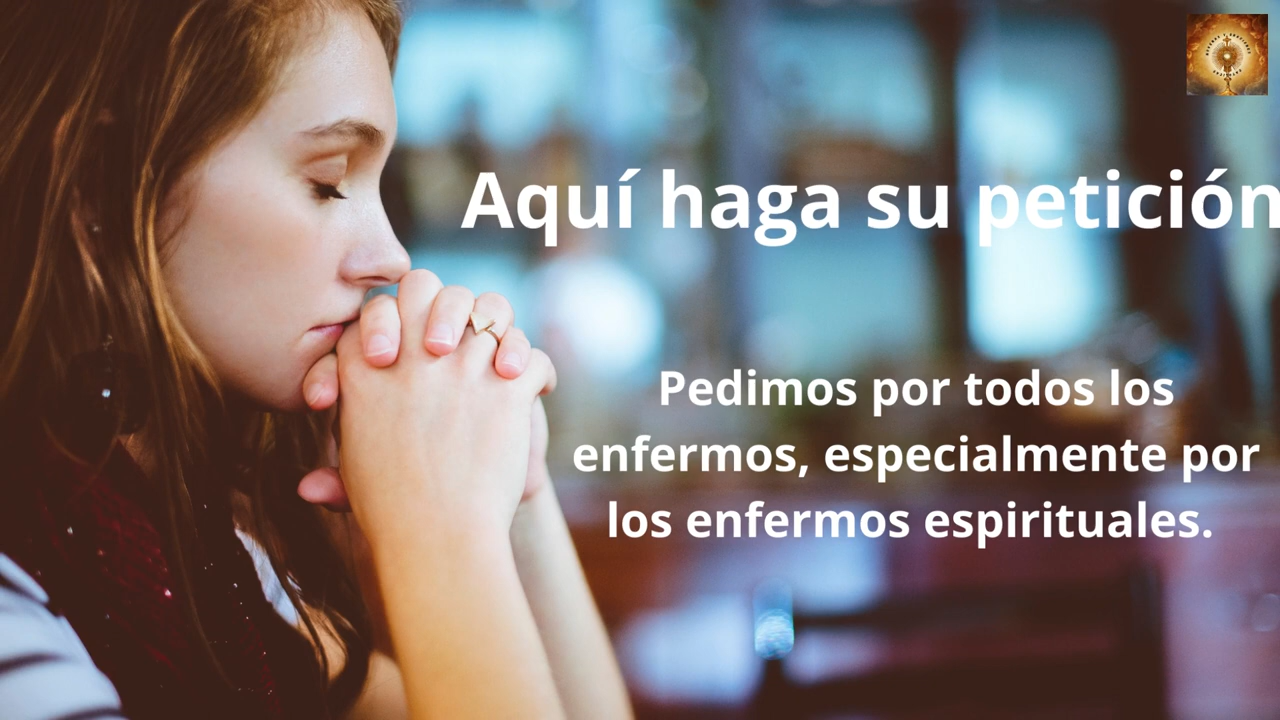 Aquí haga su petición
Pedimos por todos los
enfermos, especialmente por
los enfermos espirituales.